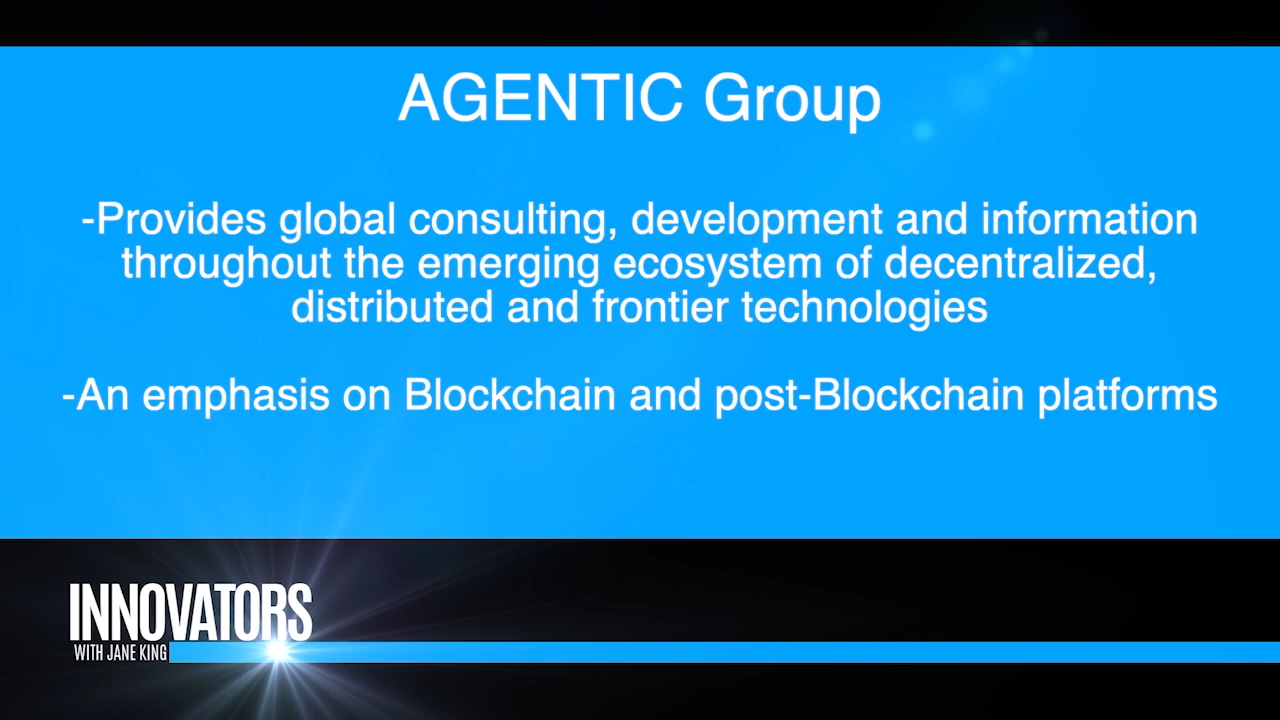 AGENTIC Group
-Provides global consulting, development and information
throughout the emerging ecosystem of decentralized,
distributed and frontier technologies
-An emphasis on Blockchain and post-Blockchain platforms
INNOVATORS
WITH JANE KING